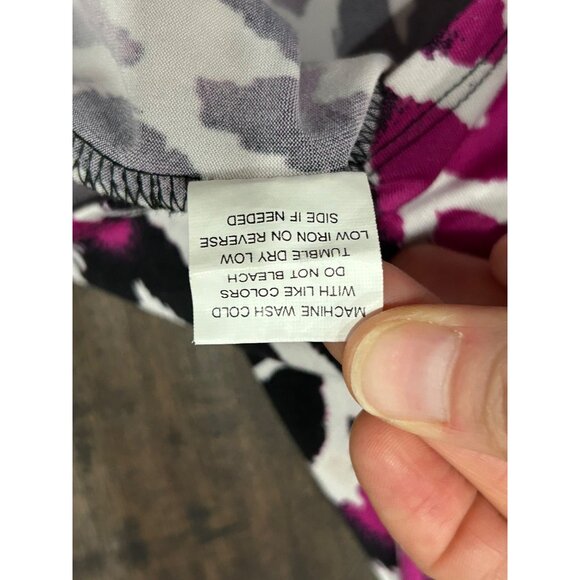 MACHINE WASH COLD
WITH LIKE COLORS
DO NOT BLEACH
TUMBLE DRY LOW
LOW IRON ON REVERSE
SIDE IF NEEDED